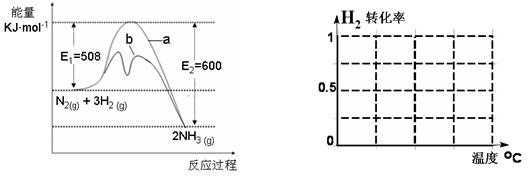 能量
KJ·mol⁻¹
E₁=508
a
b
E₂=600
N₂(g) + 3H₂(g)
2NH₃(g)
反应过程
H₂ 转化率
1
0.5
0
温度 ℃